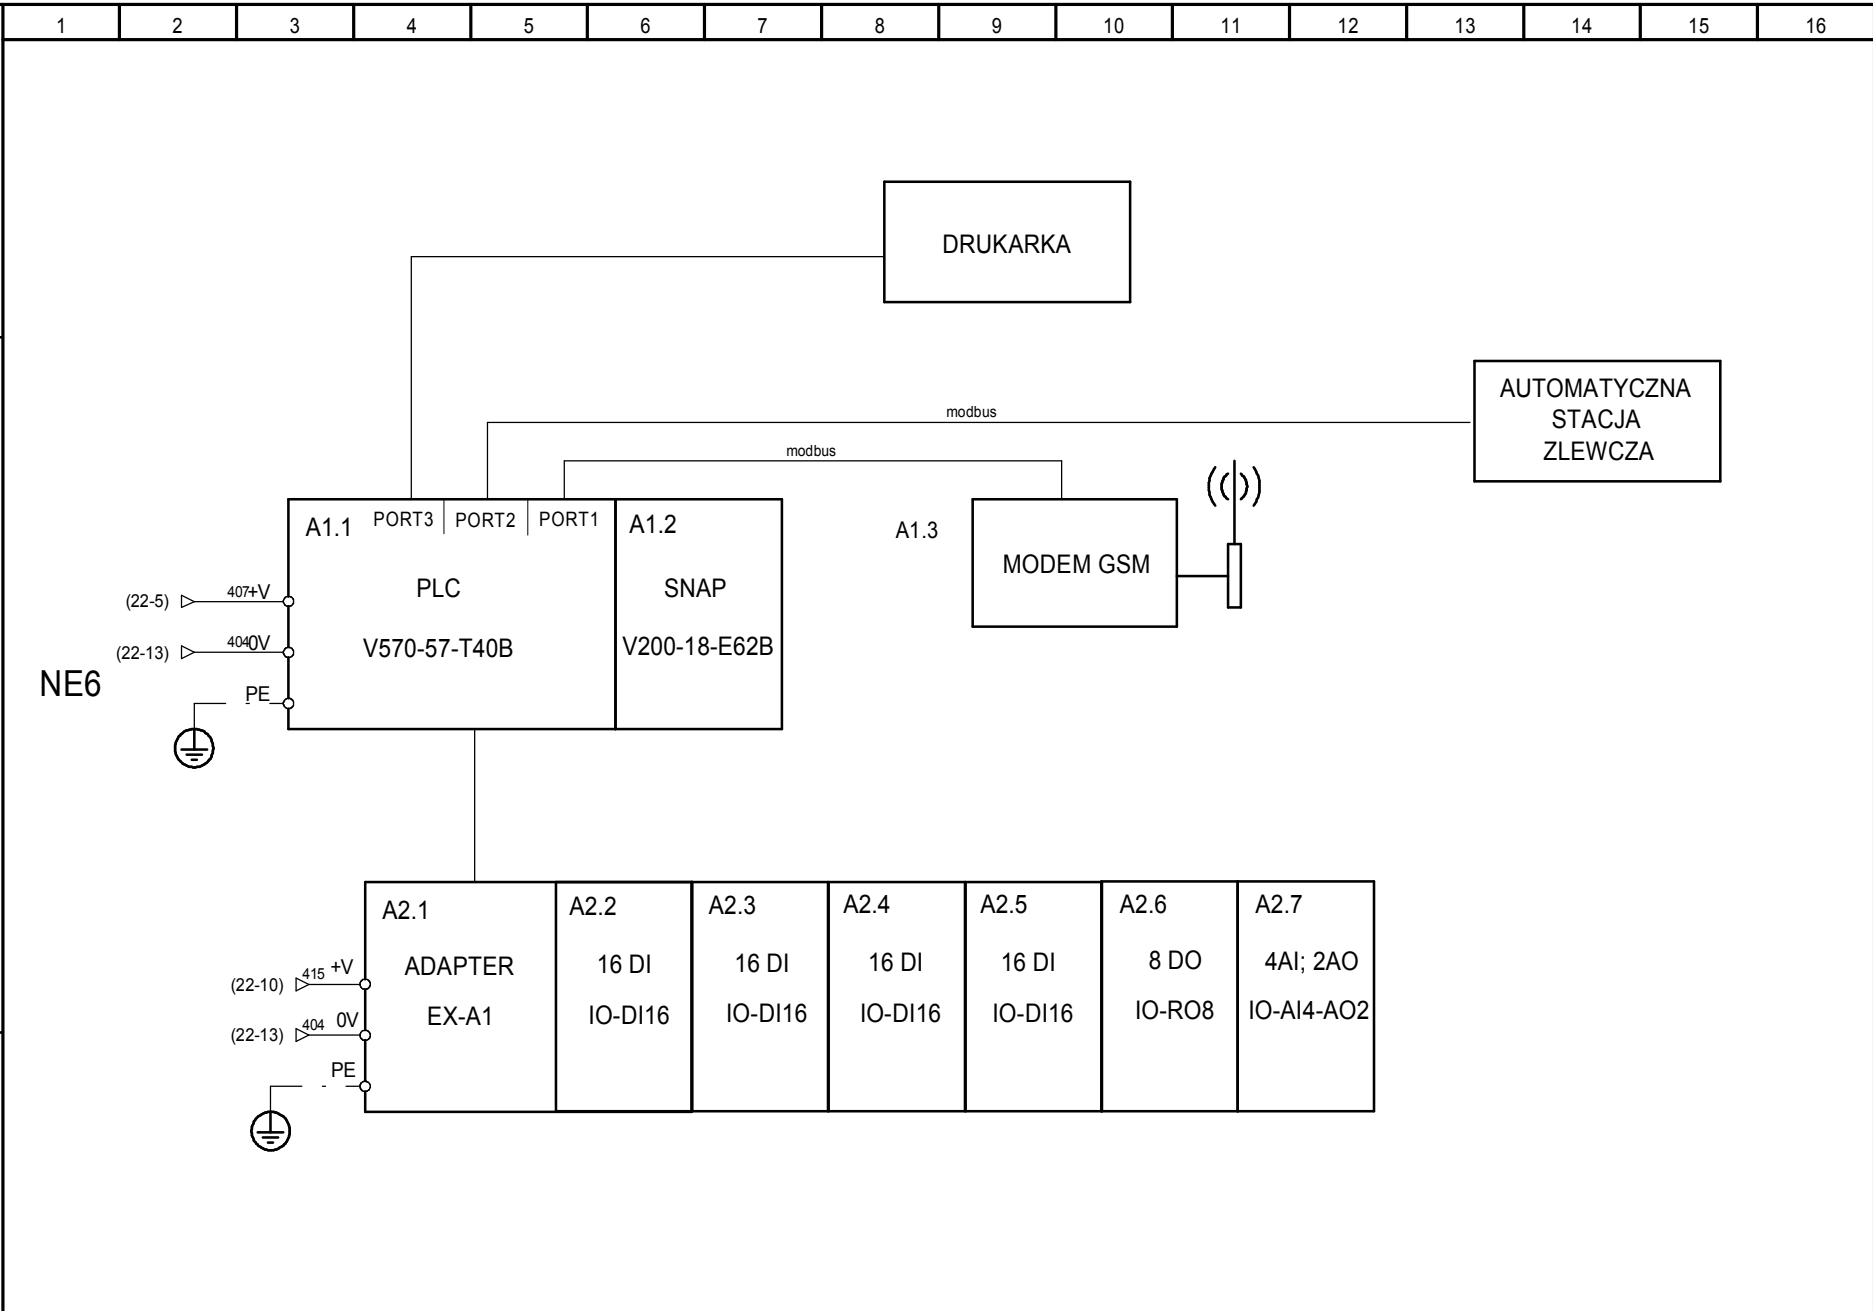 1 2 3 4 5 6 7 8 9 10 11 12 13 14 15 16
DRUKARKA
AUTOMATYCZNA
STACJA
ZLEWCZA
modbus
modbus
A1.1 PORT3 PORT2 PORT1 A1.2
A1.3
MODEM GSM
PLC SNAP
(22-5) 407 +V
V570-57-T40B V200-18-E62B
(22-13) 404 0V
NE6
PE
A2.1 A2.2 A2.3 A2.4 A2.5 A2.6 A2.7
ADAPTER 16 DI 16 DI 16 DI 16 DI 8 DO 4AI; 2AO
(22-10) 415 +V
EX-A1 IO-DI16 IO-DI16 IO-DI16 IO-DI16 IO-RO8 IO-AI4-AO2
(22-13) 404 0V
PE